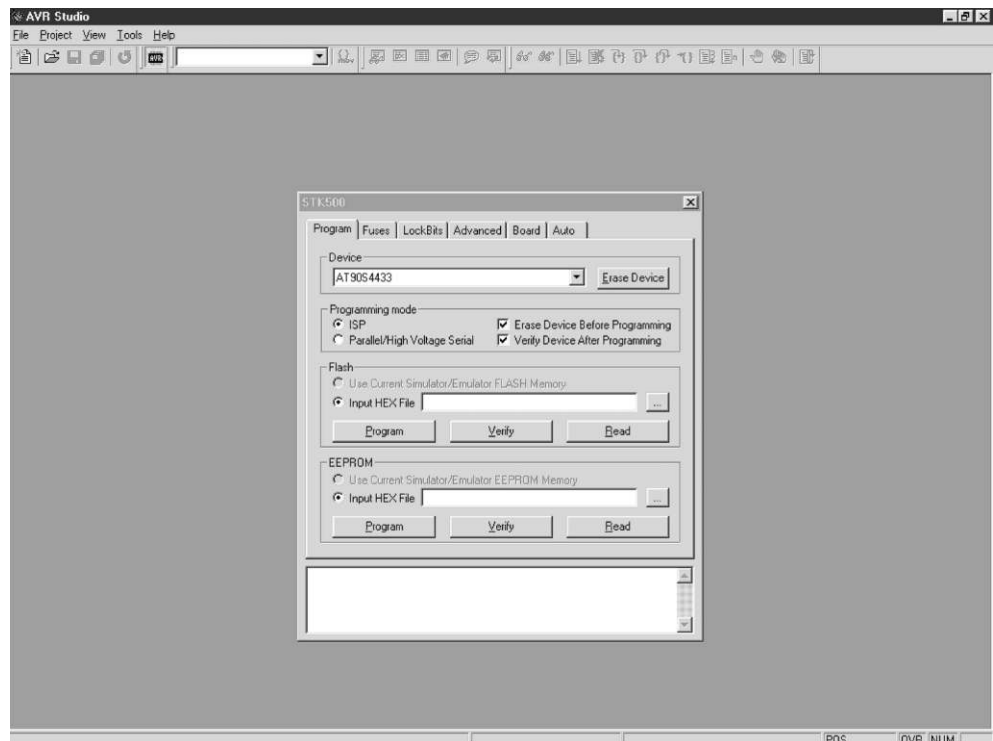 AVR Studio
File Project View Tools Help
AVR
STK500
Program Fuses LockBits Advanced Board Auto
Device
AT90S4433 Erase Device
Programming mode
ISP Erase Device Before Programming
Parallel/High Voltage Serial Verify Device After Programming
Flash
Use Current Simulator/Emulator FLASH Memory
Input HEX File ...
Program Verify Read
EEPROM
Use Current Simulator/Emulator EEPROM Memory
Input HEX File ...
Program Verify Read
POS OVR NUM